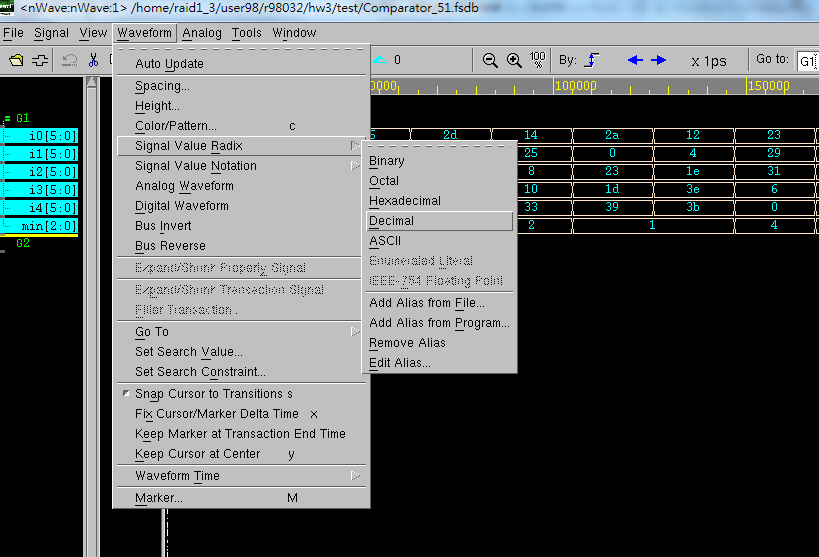 <nWave:nWave:1> /home/raid1_3/user98/r98032/hw3/test/Comparator_51.fsdb
File Signal View Waveform Analog Tools Window
0 100% By: x 1ps Go to: G1
Auto Update
Spacing...
Height...
Color/Pattern... c
Signal Value Radix
Signal Value Notation
Analog Waveform
Digital Waveform
Bus Invert
Bus Reverse
Expand/Shrink Property Signal
Expand/Shrink Transaction Signal
Filter Transaction...
Go To
Set Search Value...
Set Search Constraint...
Snap Cursor to Transitions s
Fix Cursor/Marker Delta Time x
Keep Marker at Transaction End Time
Keep Cursor at Center y
Waveform Time
Marker... M
Binary
Octal
Hexadecimal
Decimal
ASCII
Enumerated Literal
IEEE-754 Floating Point
Add Alias from File...
Add Alias from Program...
Remove Alias
Edit Alias...
100000 150000
G1
i0[5:0] 2d 14 2a 12 23
i1[5:0] 25 0 4 29
i2[5:0] 8 23 1e 31
i3[5:0] 10 1d 3e 6
i4[5:0] 33 39 3b 0
min[2:0] 2 1 4
G2